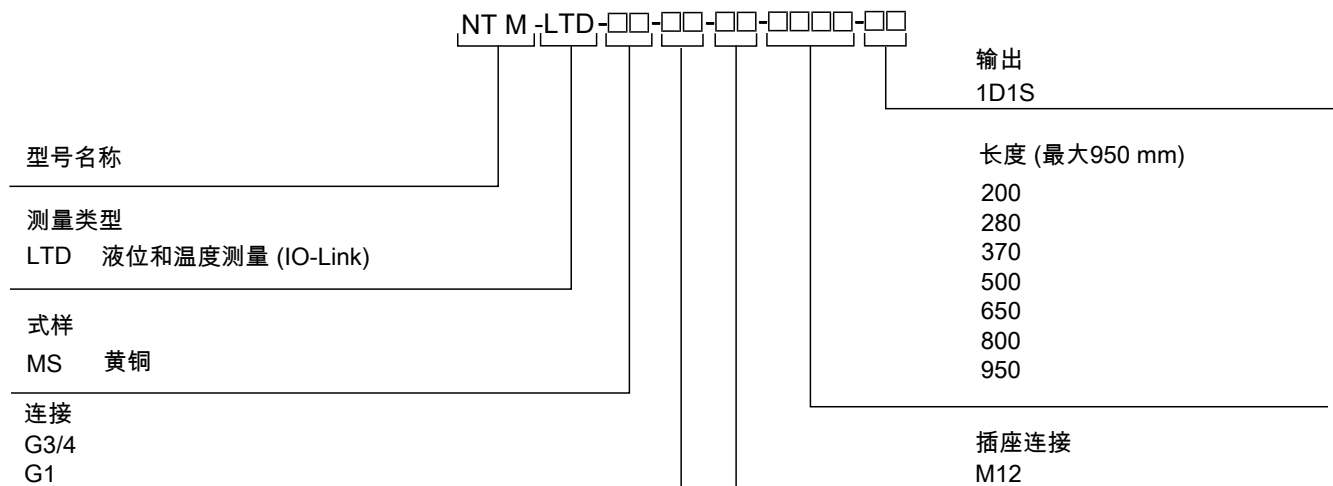 NT M-LTD-□□-□□-□□-□□□□-□□
型号名称
测量类型
LTD 液位和温度测量 (IO-Link)
式样
MS 黄铜
连接
G3/4
G1
输出
1D1S
长度 (最大950 mm)
200
280
370
500
650
800
950
插座连接
M12